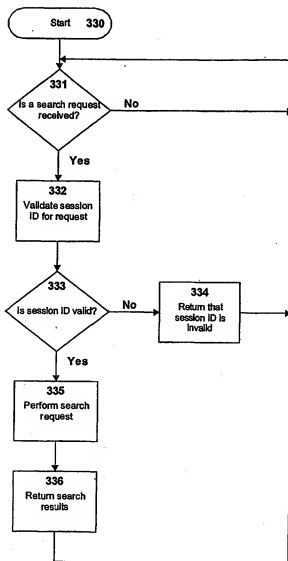 Start 330
331
Is a search request
received?
No
Yes
332
Validate session
ID for request
333
Is session ID valid?
No
334
Return that
session ID is
invalid
Yes
335
Perform search
request
336
Return search
results